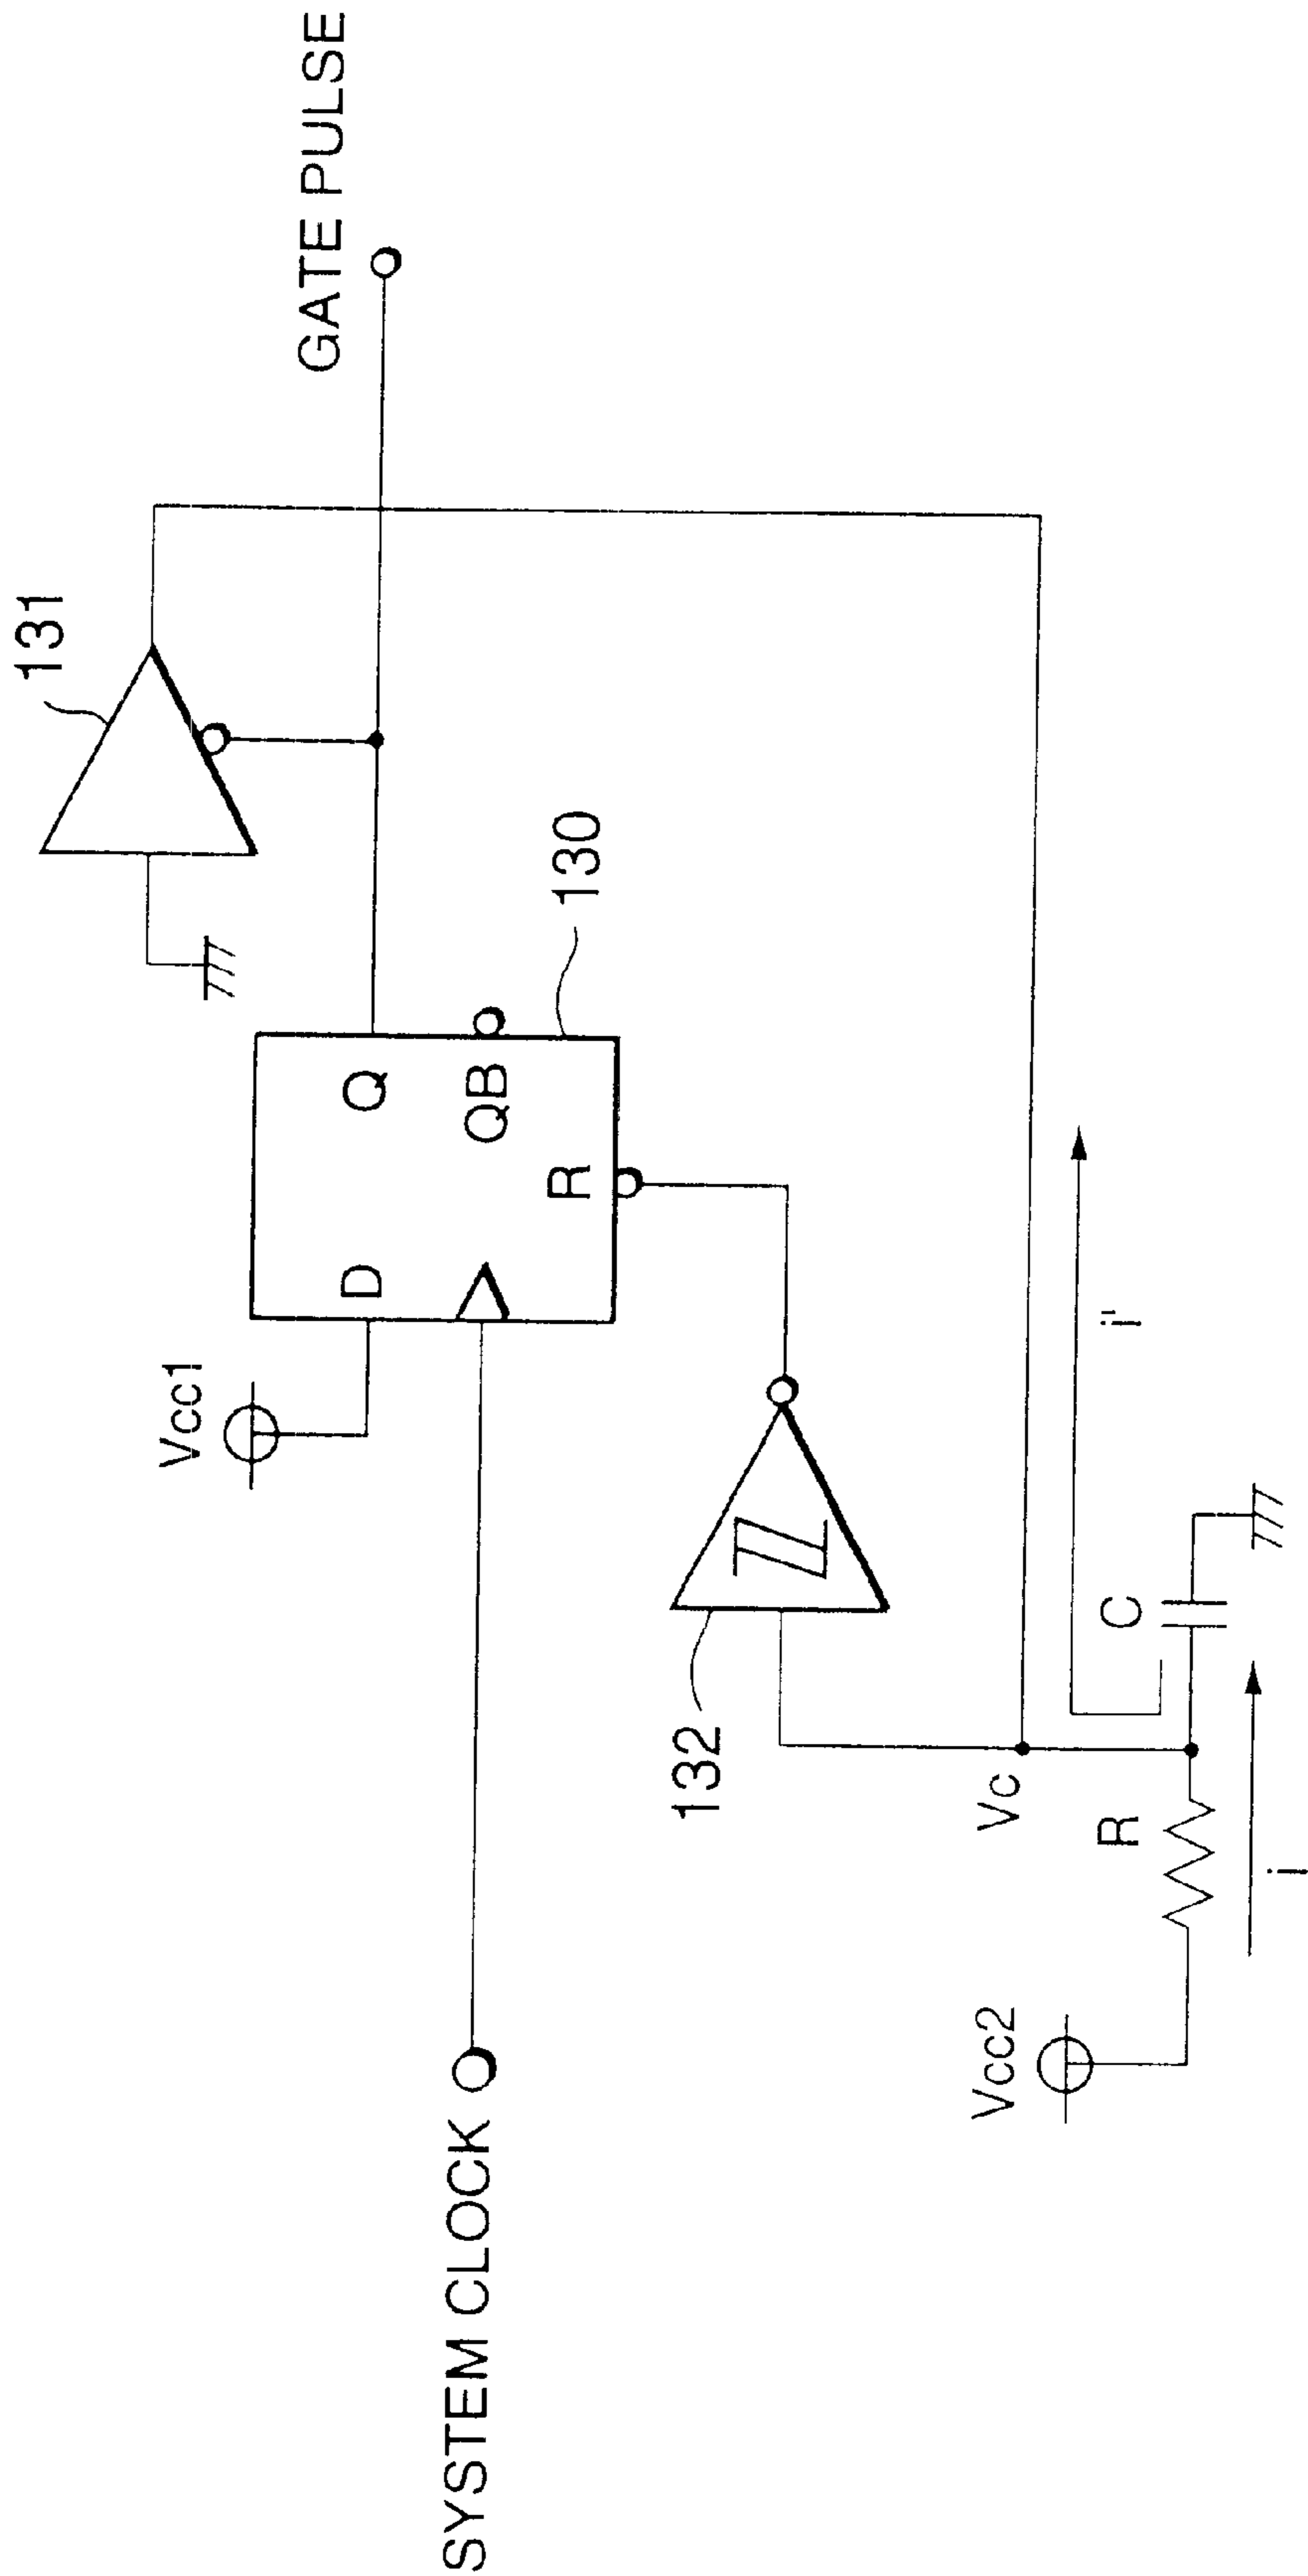 131
GATE PULSE
Vcc1
D
Q
QB
R
130
SYSTEM CLOCK
132
Vc
Vcc2
R
C
i
i'